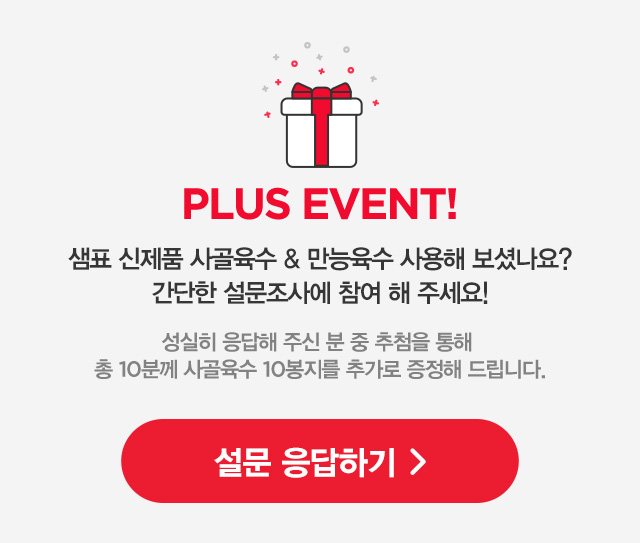 PLUS EVENT!
샘표 신제품 사골육수 & 만능육수 사용해 보셨나요?
간단한 설문조사에 참여 해 주세요!
성실히 응답해 주신 분 중 추첨을 통해
총 10분께 사골육수 10봉지를 추가로 증정해 드립니다.
설문 응답하기 >